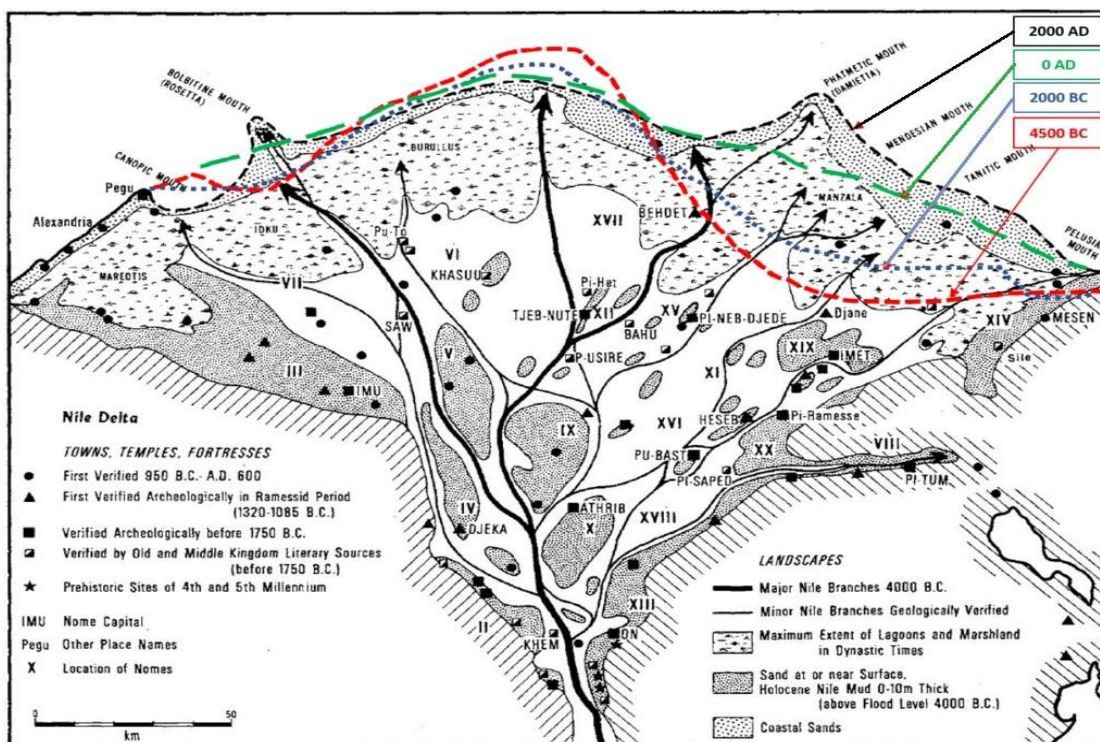 2000 AD
0 AD
2000 BC
4500 BC
BOLBITINE MOUTH
(ROSETTA)
PHATMETIC MOUTH
(DAMIETTA)
MENDESIAN MOUTH
TANITIC MOUTH
CANOPIC MOUTH
PELUSIAC
MOUTH
Pegu
Alexandria
BURULLUS
IDKU
MAREOTIS
MANZALA
BEHDET
XVII
Pu-To
VI
KHASUU
VII
Pi-Het
XII
TJEB-NUTE
XV
PI-NEB-DJEDE
Djane
XIV
MESEN
SAW
BAHU
P-USIRE
XIX
IMET
Sile
V
XI
III
IMU
IX
XVI
HESEB
Pi-Ramesse
XX
VIII
PU-BAST
PI-SAPED
PI-TUM
IV
DJEKA
ATHRIB
X
XVIII
XIII
II
KHEM
ON
Nile Delta
TOWNS, TEMPLES, FORTRESSES
First Verified 950 B.C.- A.D. 600
First Verified Archeologically in Ramessid Period
(1320-1085 B.C.)
Verified Archeologically before 1750 B.C.
Verified by Old and Middle Kingdom Literary Sources
(before 1750 B.C.)
Prehistoric Sites of 4th and 5th Millennium
IMU Nome Capital
Pegu Other Place Names
X Location of Nomes
0 50
km
LANDSCAPES
Major Nile Branches 4000 B.C.
Minor Nile Branches Geologically Verified
Maximum Extent of Lagoons and Marshland
in Dynastic Times
Sand at or near Surface,
Holocene Nile Mud 0-10m Thick
(above Flood Level 4000 B.C.)
Coastal Sands